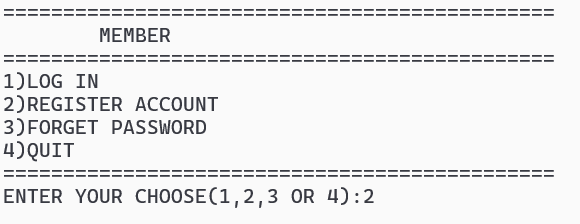 ==============================================
MEMBER
==============================================
1)LOG IN
2)REGISTER ACCOUNT
3)FORGET PASSWORD
4)QUIT
==============================================
ENTER YOUR CHOOSE(1,2,3 OR 4):2